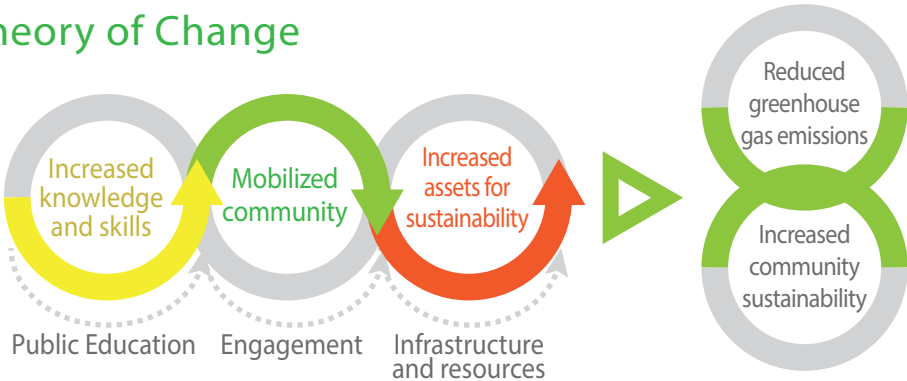 heory of Change
Increased
knowledge
and skills
Mobilized
community
Increased
assets for
sustainability
Public Education
Engagement
Infrastructure
and resources
Reduced
greenhouse
gas emissions
Increased
community
sustainability